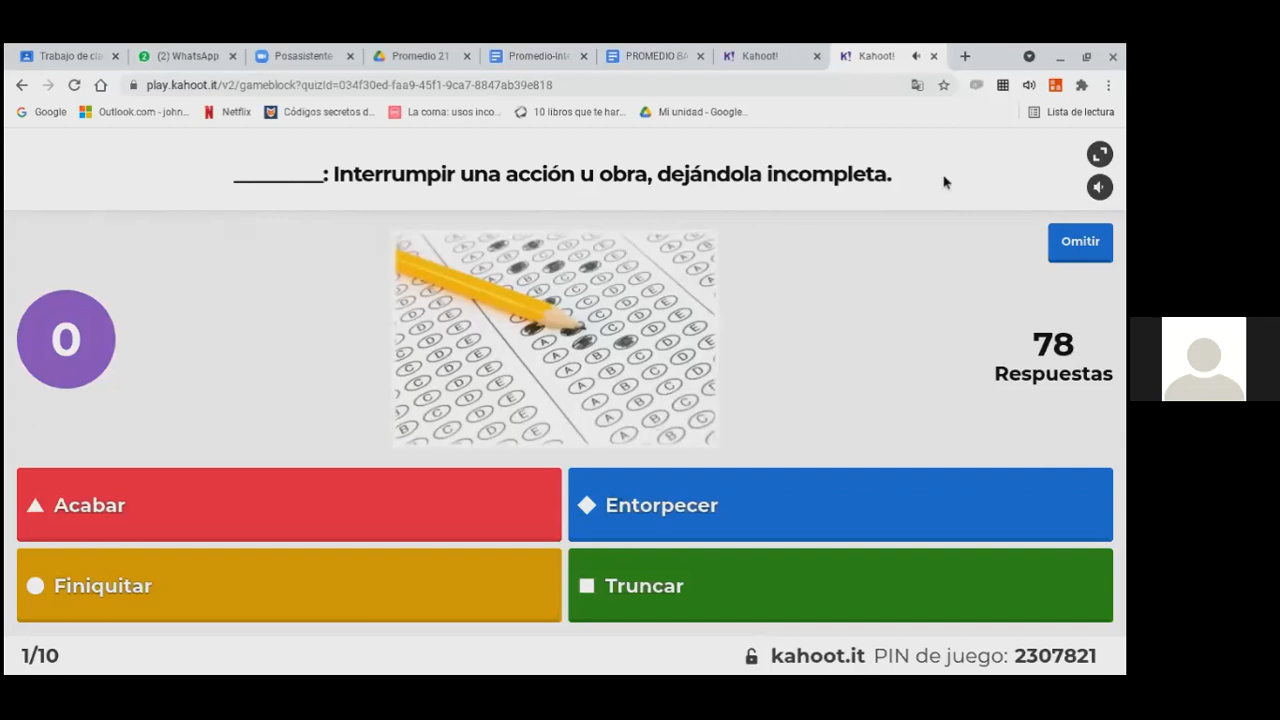 Trabajo de cla
(2) WhatsApp
Posasistente
Promedio 21
Promedio-Inte
PROMEDIO BA
Kahoot!
Kahoot!
play.kahoot.it/v2/gameblock?quizId=034f30ed-faa9-45f1-9ca7-8847ab39e818
Google
Outlook.com - john...
Netflix
Códigos secretos d...
La coma: usos inco...
10 libros que te har...
Mi unidad - Google...
Lista de lectura
_________: Interrumpir una acción u obra, dejándola incompleta.
Omitir
0
78
Respuestas
Acabar
Entorpecer
Finiquitar
Truncar
1/10
kahoot.it PIN de juego: 2307821